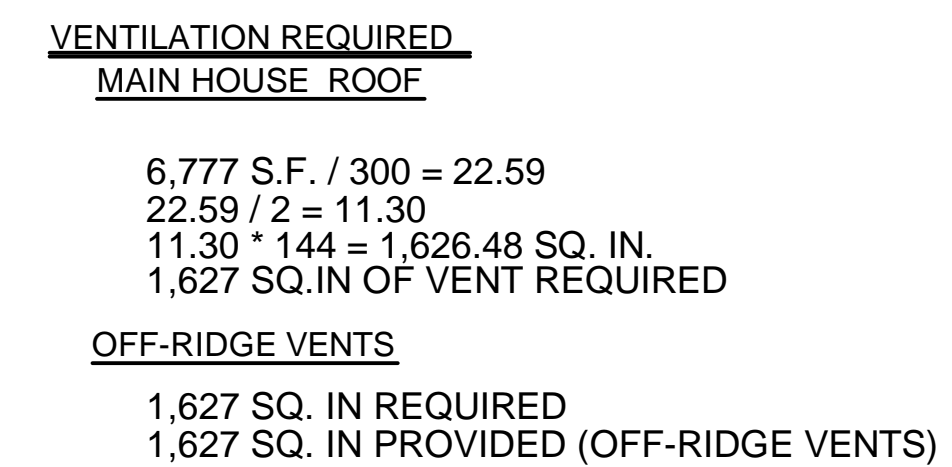 VENTILATION REQUIRED
MAIN HOUSE ROOF
6,777 S.F. / 300 = 22.59
22.59 / 2 = 11.30
11.30 * 144 = 1,626.48 SQ. IN.
1,627 SQ.IN OF VENT REQUIRED
OFF-RIDGE VENTS
1,627 SQ. IN REQUIRED
1,627 SQ. IN PROVIDED (OFF-RIDGE VENTS)